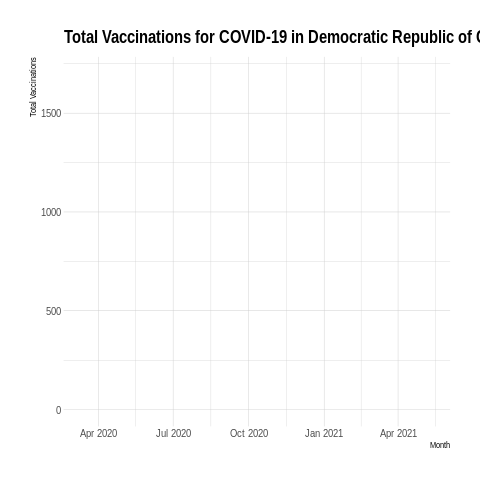 Total Vaccinations for COVID-19 in Democratic Republic of
Total Vaccinations
1500
1000
500
0
Apr 2020
Jul 2020
Oct 2020
Jan 2021
Apr 2021
Month